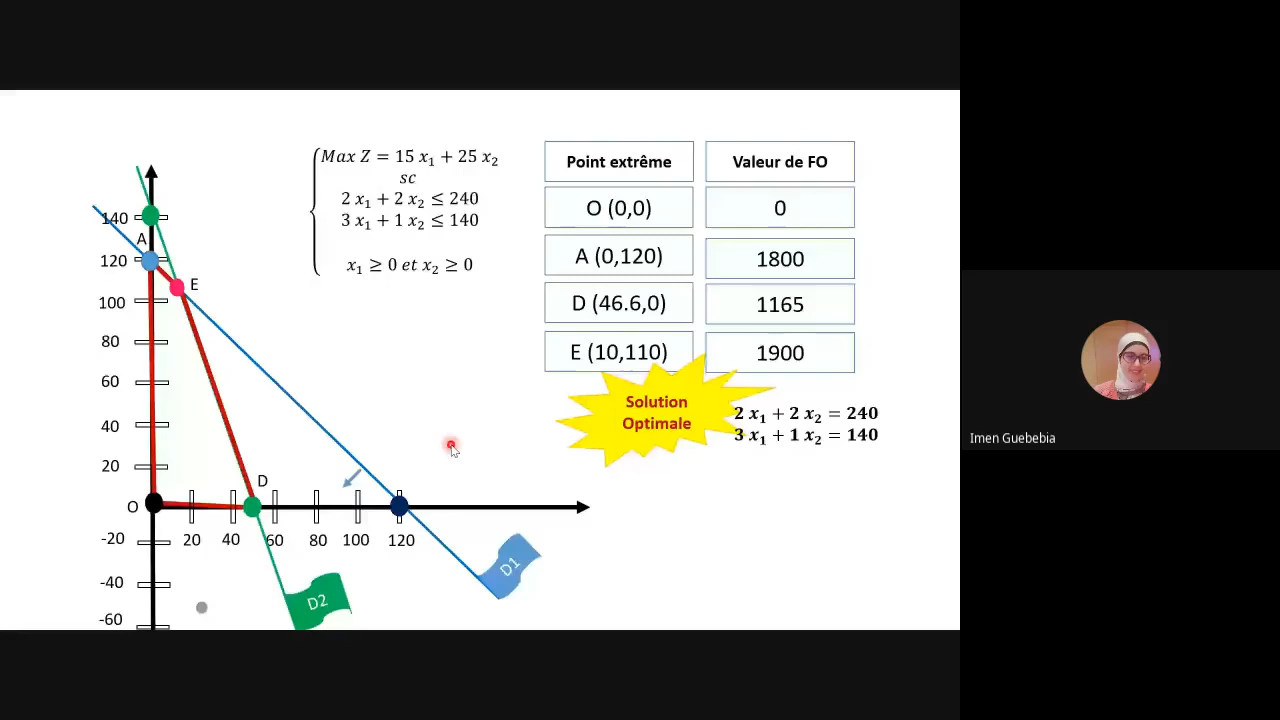 Max Z = 15 x₁ + 25 x₂
sc
2 x₁ + 2 x₂ ≤ 240
3 x₁ + 1 x₂ ≤ 140
x₁ ≥ 0 et x₂ ≥ 0
Point extrême
Valeur de FO
O (0,0)
0
A (0,120)
1800
D (46.6,0)
1165
E (10,110)
1900
Solution
Optimale
2 x₁ + 2 x₂ = 240
3 x₁ + 1 x₂ = 140
140
A
120
E
100
80
60
40
20
D
O
-20
20
40
60
80
100
120
-40
-60
D1
D2
Imen Guebebia